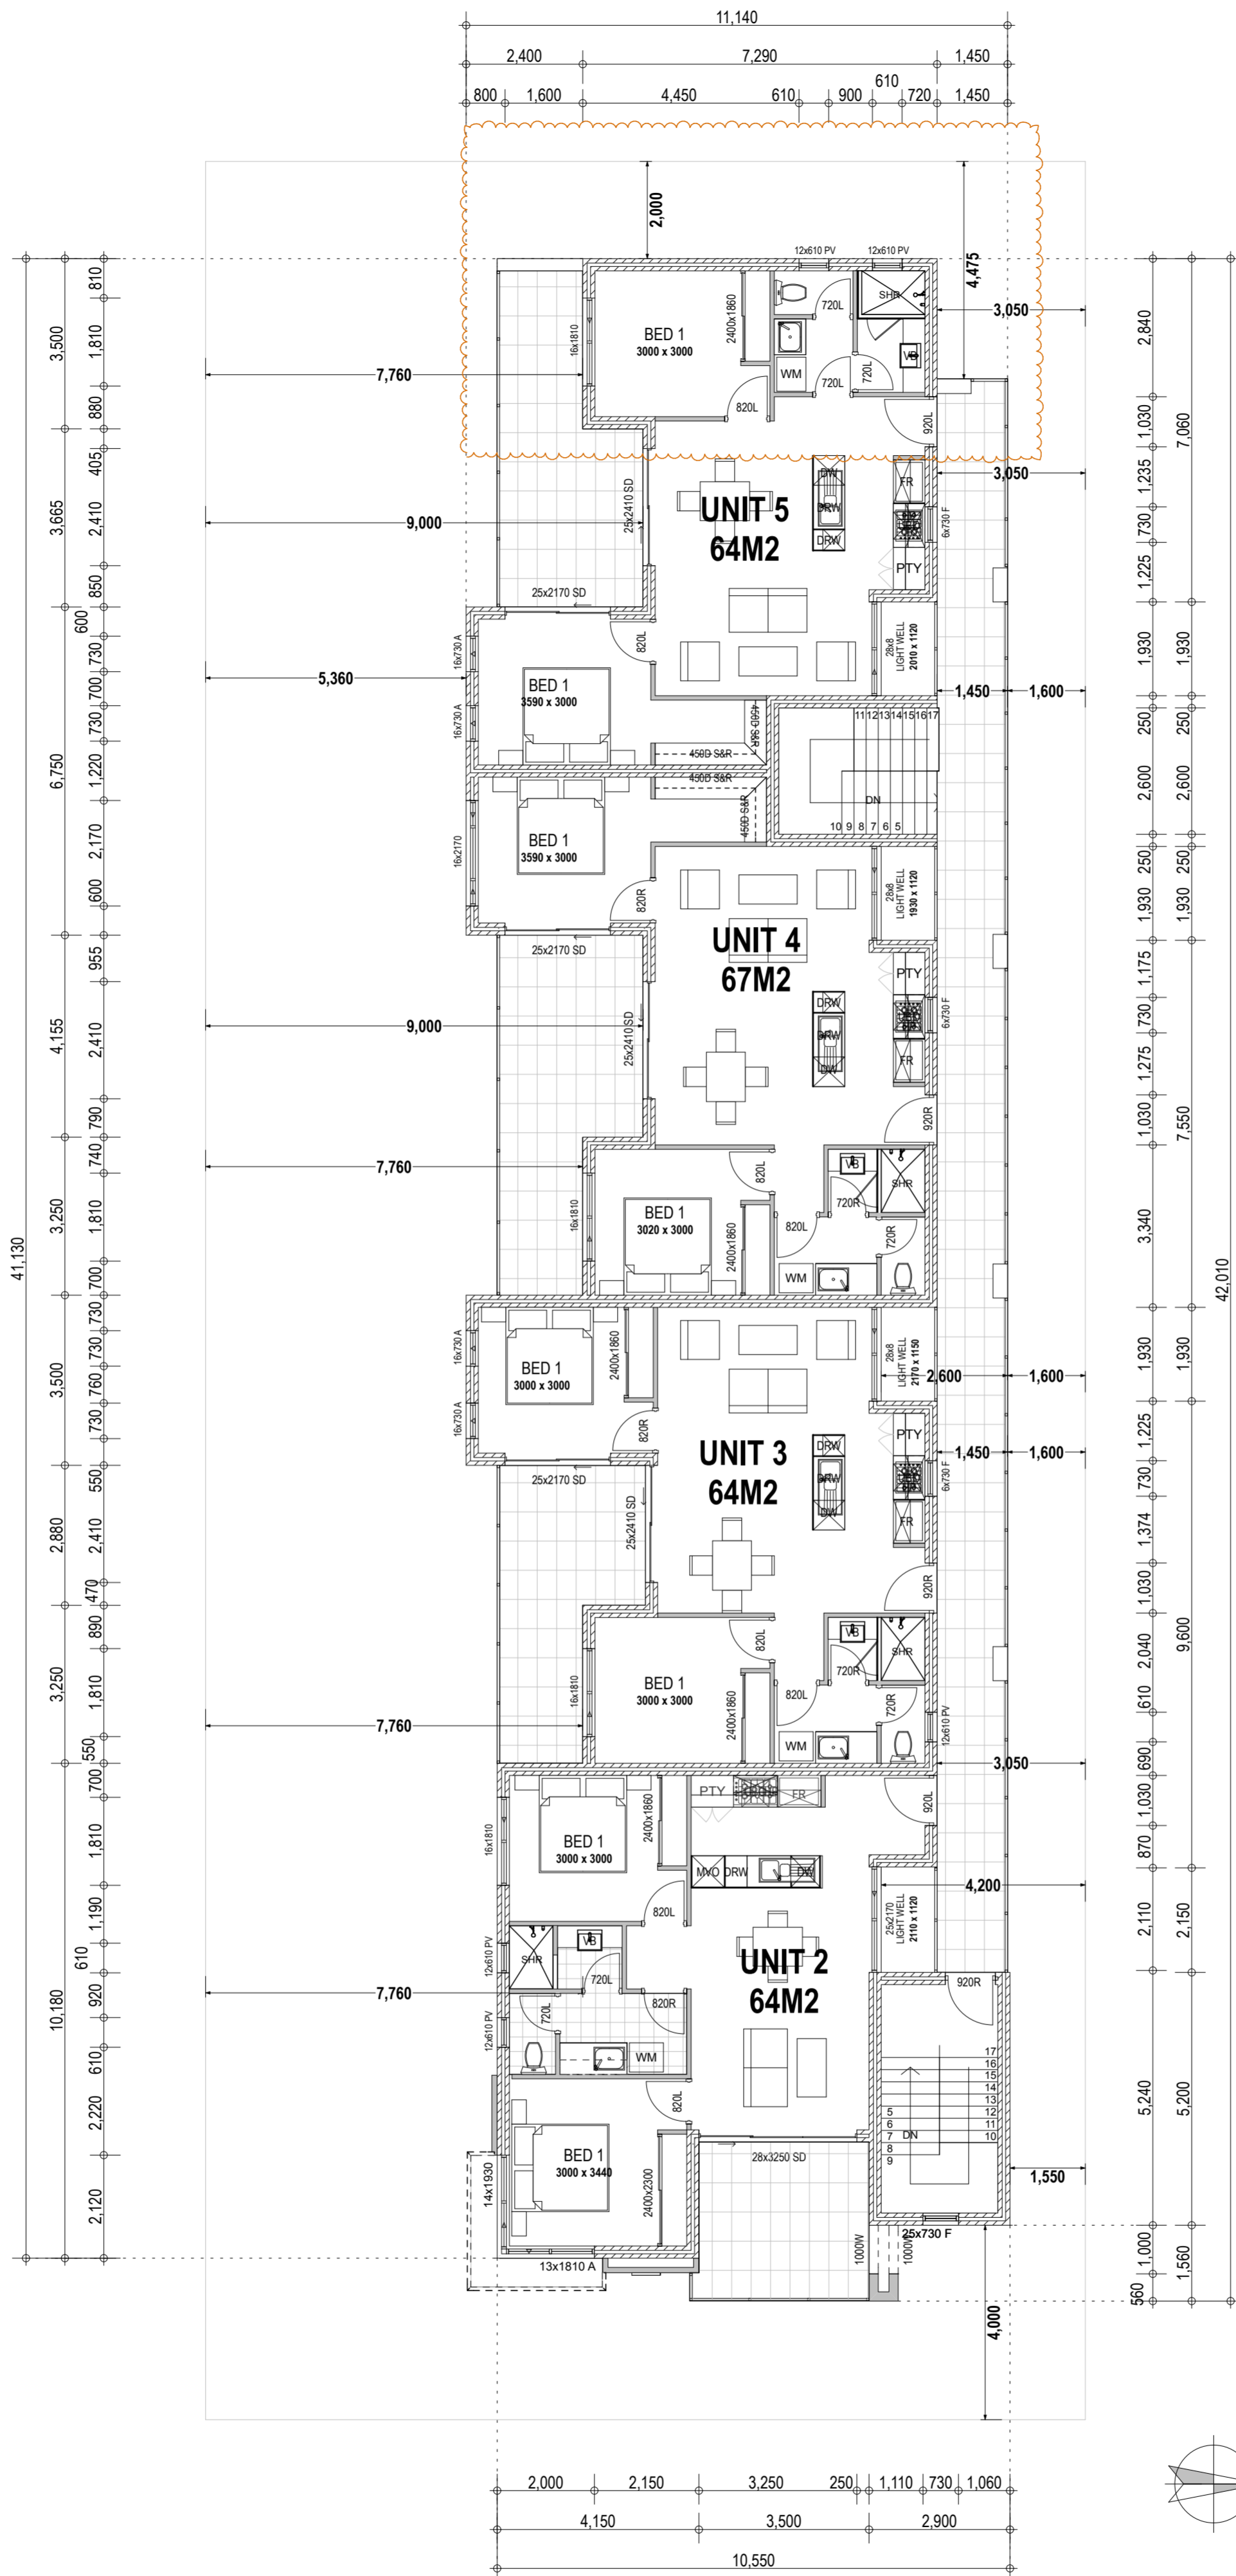 11,140
2,400 7,290 1,450
610
800 1,600 4,450 610 900 720 1,450
2,000
4,475
12x610 PV 12x610 PV
3,050
BED 1
3000 x 3000
2400x1860
16x1810
720L
SHR
VB
WM
720L
720L
820L
920L
7,760
3,050
FR
DW
DRW
DRW
PTY
6x730 F
UNIT 5
64M2
9,000
25x2410 SD
25x2170 SD
820L
28x8
LIGHT WELL
2010 x 1120
16x730 A
16x730 A
5,360
BED 1
3590 x 3000
1,450 1,600
450D S&R
450D S&R
11 12 13 14 15 16 17
DN
10 9 8 7 6 5
450D S&R
450D S&R
16x2170
BED 1
3590 x 3000
820R
28x8
LIGHT WELL
1930 x 1120
25x2170 SD
UNIT 4
67M2
PTY
6x730 F
DRW
DRW
DW
FR
9,000
25x2410 SD
920R
7,760
16x1810
BED 1
3020 x 3000
2400x1860
820L
VB
SHR
720R
820L
720R
WM
16x730 A
16x730 A
BED 1
3000 x 3000
2400x1860
820R
28x8
LIGHT WELL
2170 x 1150
2,600 1,600
25x2170 SD
25x2410 SD
UNIT 3
64M2
DRW
DRW
DW
PTY
FR
6x730 F
1,450 1,600
920R
820L
VB
SHR
720R
820L
720R
WM
BED 1
3000 x 3000
2400x1860
16x1810
12x610 PV
7,760
3,050
PTY
FR
920L
16x1810
BED 1
3000 x 3000
2400x1860
MVO DRW DW
820L
4,200
25x2170
LIGHT WELL
2110 x 1120
12x610 PV
SHR
VB
720L
UNIT 2
64M2
7,760
820R
720L
12x610 PV
WM
920R
17
16
15
14
13
12
11
10
5
6
7
8
9
DN
820L
BED 1
3000 x 3440
2400x2300
14x1930
28x3250 SD
1,550
13x1810 A
1000W
1000W
25x730 F
4,000
41,130
3,500
3,665
6,750
4,155
3,250
3,500
2,880
3,250
10,180
810
1,810
880
405
2,410
850
600
730
700
730
1,220
2,170
600
955
2,410
790
740
1,810
700
730
730
760
730
550
2,410
470
890
1,810
550
700
1,810
1,190
610
920
610
2,220
2,120
2,840
1,030
1,235
730
1,225
1,930
250
2,600
250
1,930
1,175
730
1,275
1,030
3,340
1,930
1,225
730
1,374
1,030
2,040
610
690
1,030
870
2,110
5,240
1,000
560
7,060
1,930
250
2,600
250
1,930
7,550
1,930
9,600
2,150
5,200
1,560
42,010
2,000 2,150 3,250 250 1,110 730 1,060
4,150 3,500 2,900
10,550